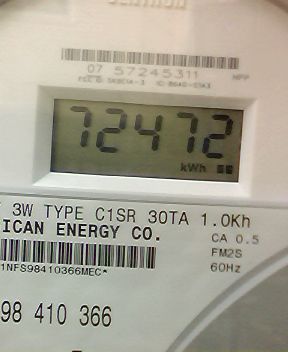 07 57245311
72472
kWh
3W TYPE C1SR 30TA 1.0Kh
ICAN ENERGY CO.
CA 0.5
FM2S
60Hz
1NFS98410366MEC*
98 410 366